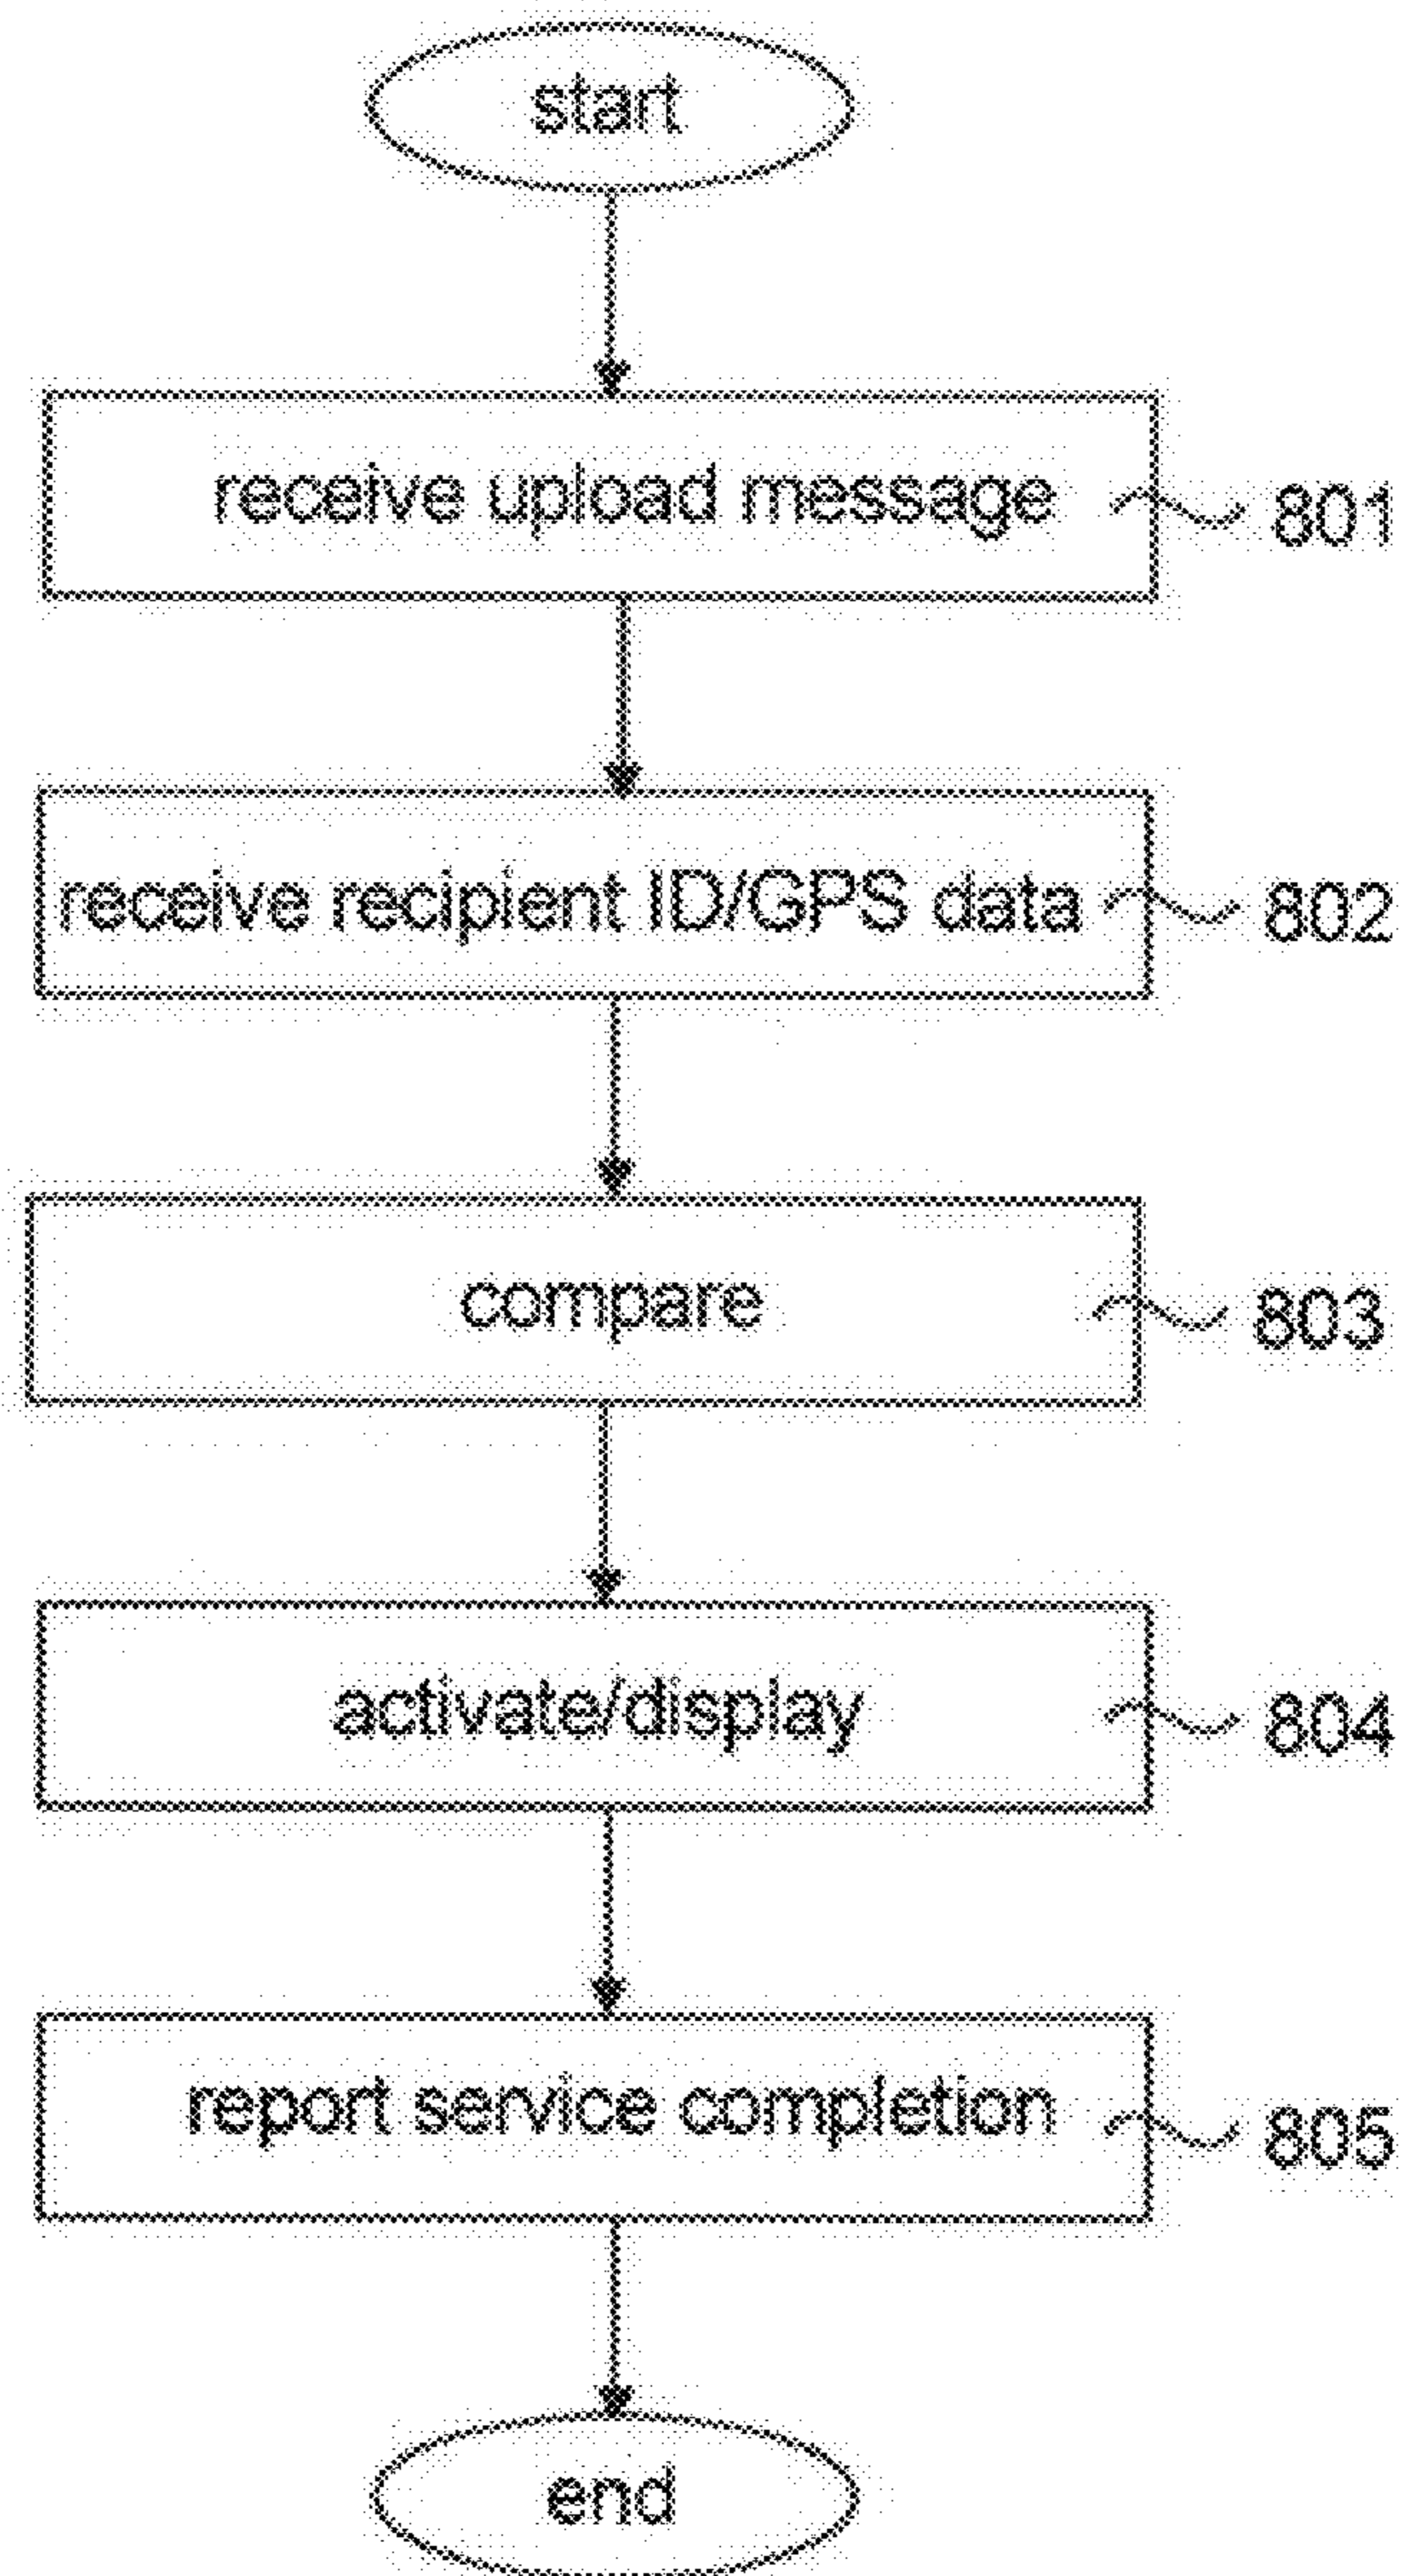 start
receive upload message 801
receive recipient ID/GPS data 802
compare 803
activate/display 804
report service completion 805
end